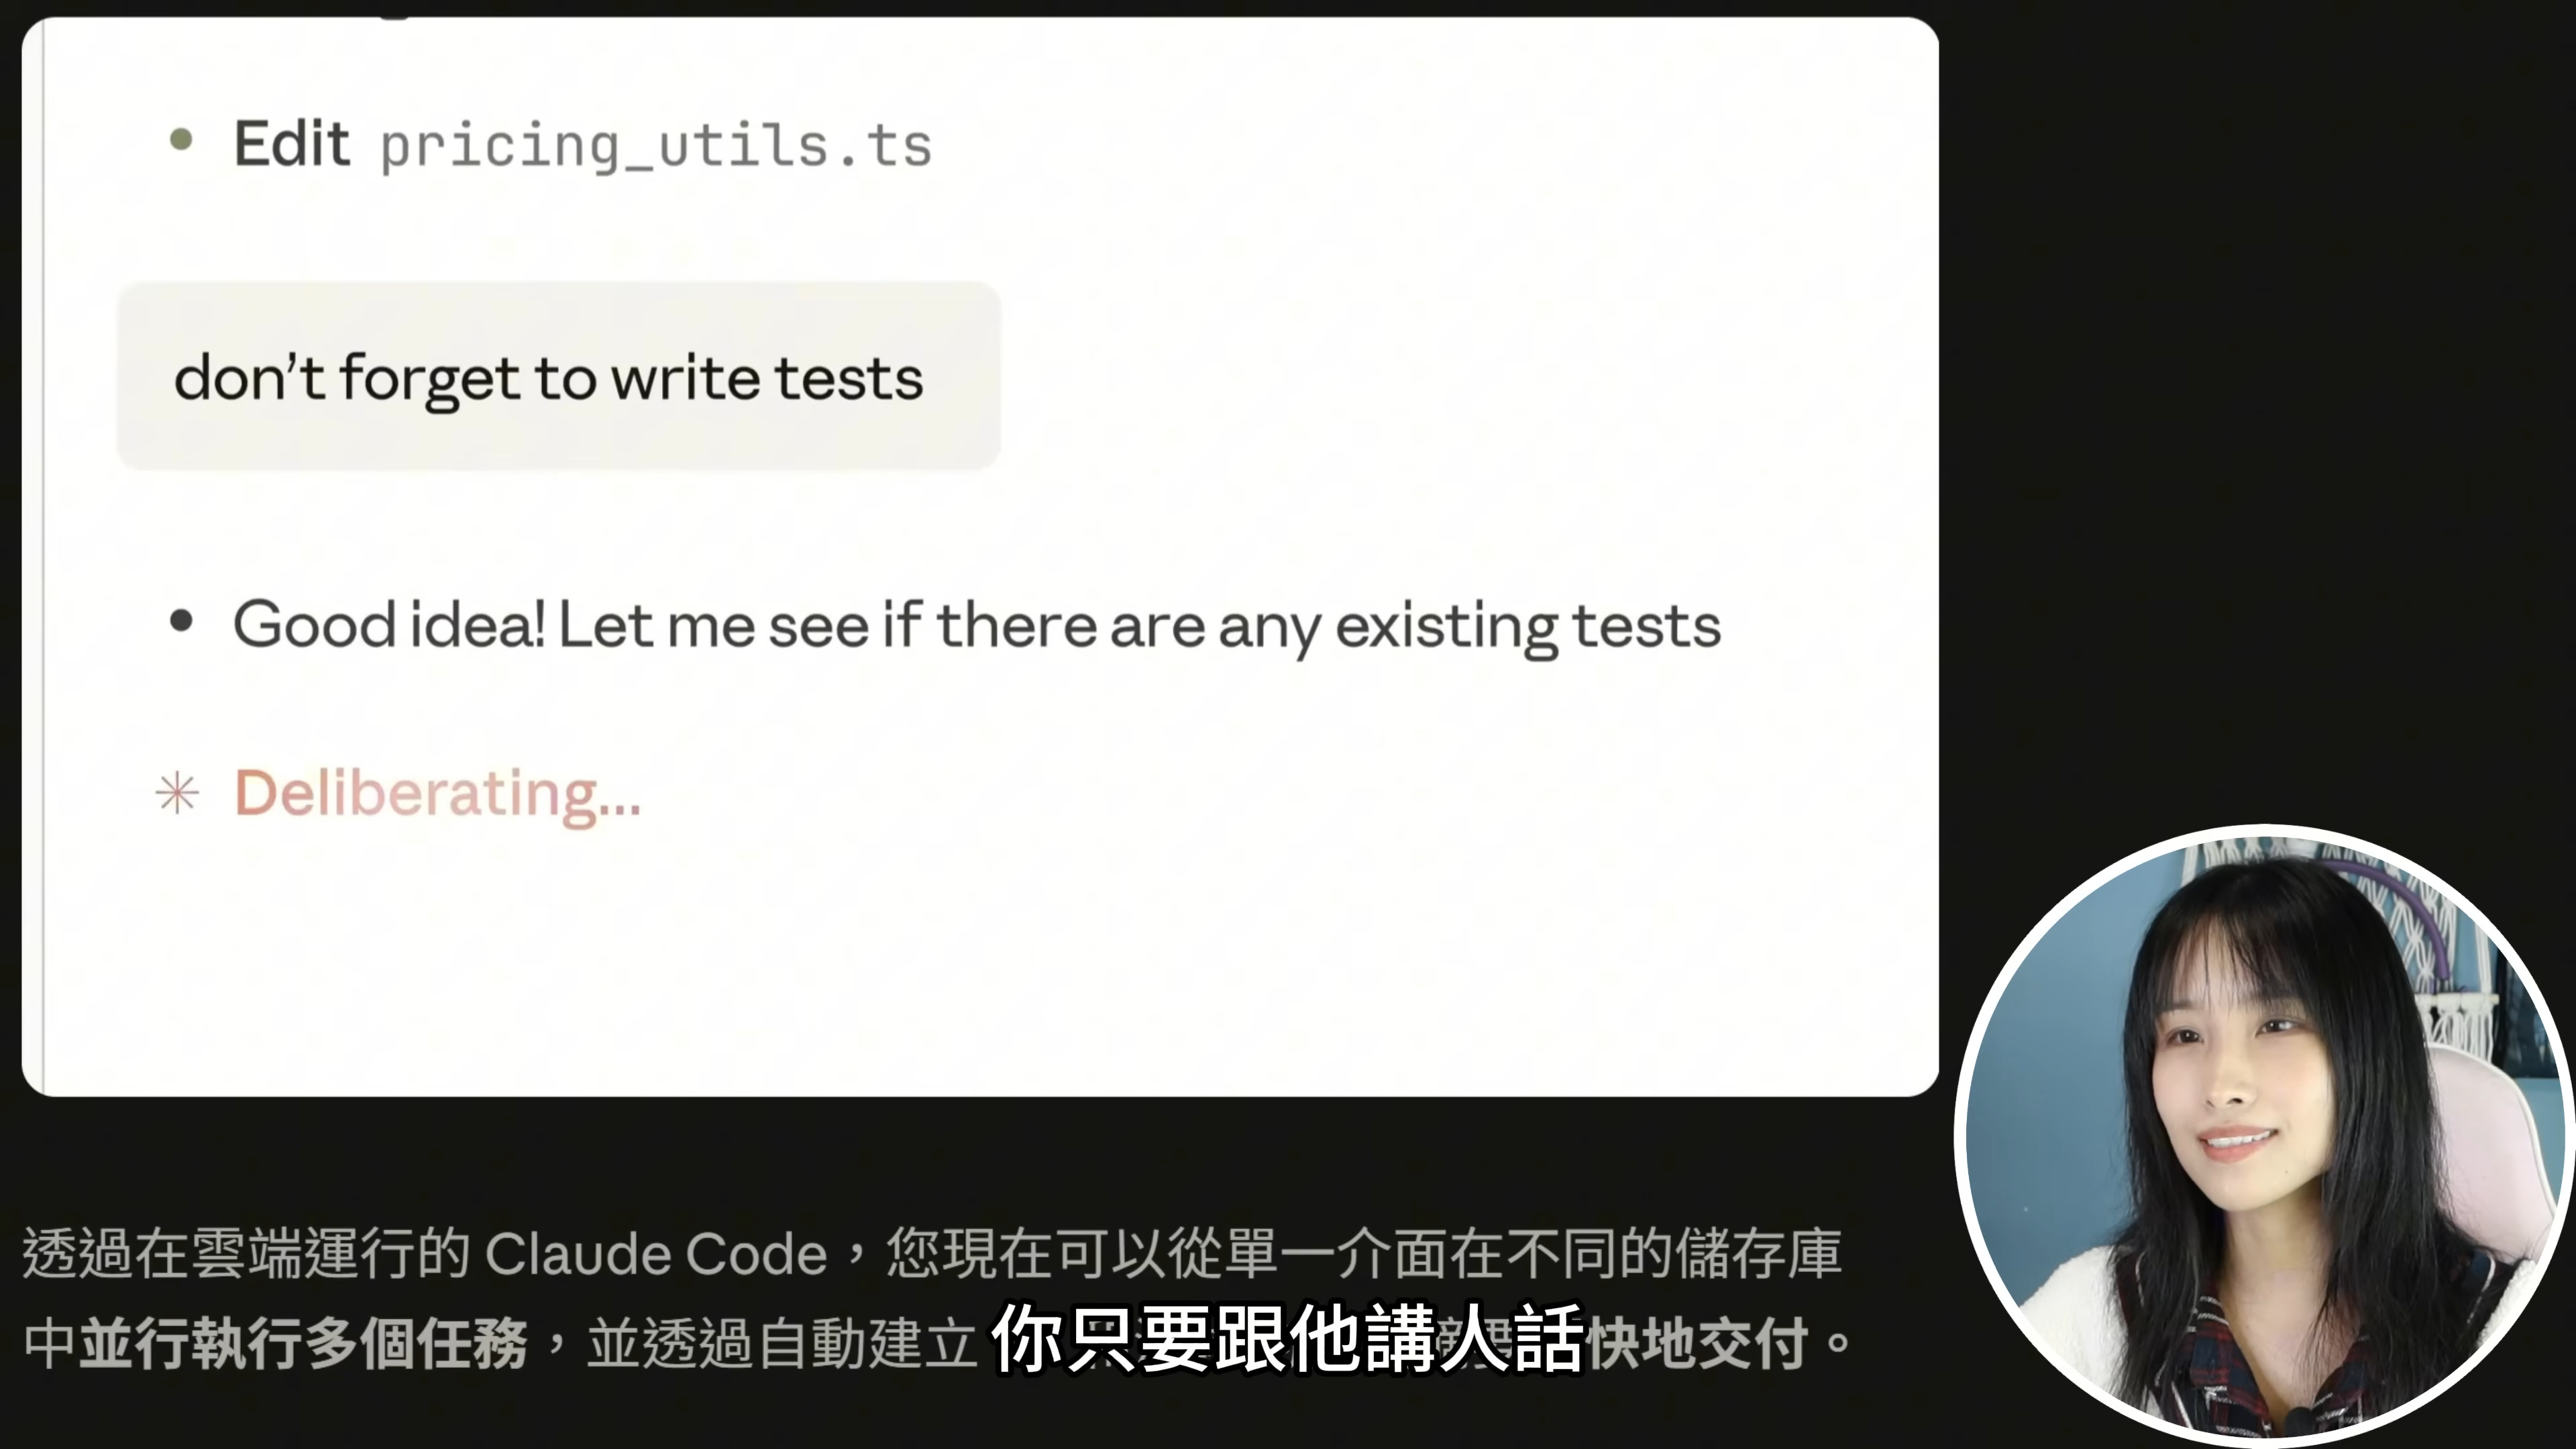 Edit pricing_utils.ts
don’t forget to write tests
Good idea! Let me see if there are any existing tests
Deliberating...
透過在雲端運行的 Claude Code，您現在可以從單一介面在不同的儲存庫
中並行執行多個任務，並透過自動建立 快地交付。
你只要跟他講人話